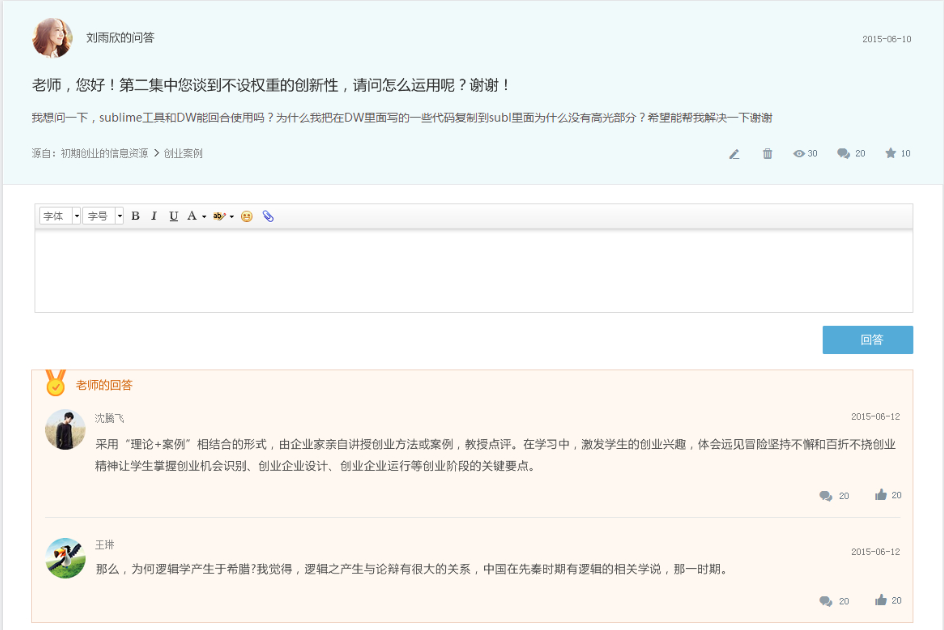 刘雨欣的问答
2015-06-10
老师，您好！第二集中您谈到不设权重的创新性，请问怎么运用呢？谢谢！
我想问一下，sublime工具和DW能回合使用吗？为什么我把在DW里面写的一些代码复制到subl里面为什么没有高光部分？希望能帮我解决一下谢谢
源自：初期创业的信息资源 > 创业案例
30 20 10
字体 字号 B I U A ab
回答
老师的回答
沈腾飞
2015-06-12
采用“理论+案例”相结合的形式，由企业家亲自讲授创业方法或案例，教授点评。在学习中，激发学生的创业兴趣，体会远见冒险坚持不懈和百折不挠创业
精神让学生掌握创业机会识别、创业企业设计、创业企业运行等创业阶段的关键要点。
20 20
王琳
2015-06-12
那么，为何逻辑学产生于希腊?我觉得，逻辑之产生与论辩有很大的关系，中国在先秦时期有逻辑的相关学说，那一时期。
20 20